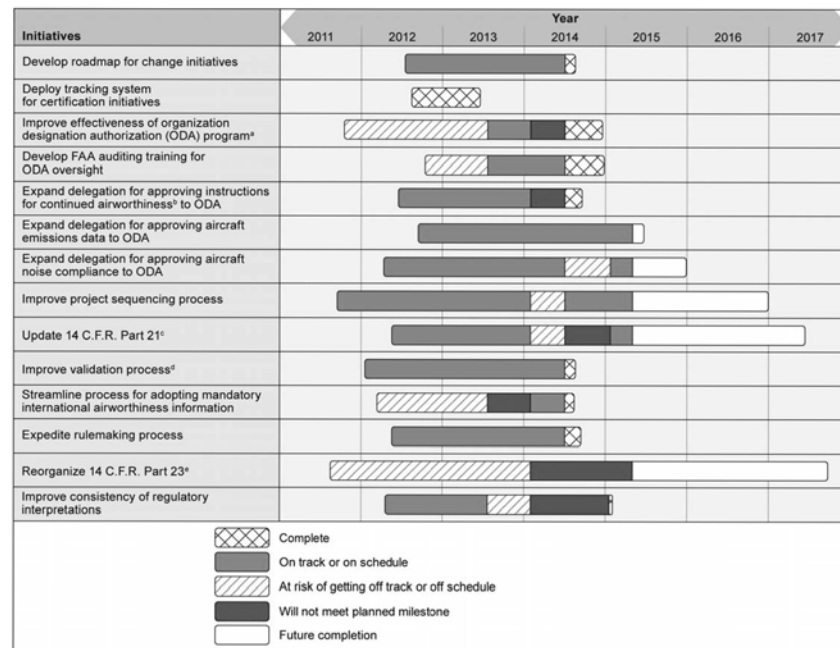 Year
Initiatives
2011 2012 2013 2014 2015 2016 2017
Develop roadmap for change initiatives
Deploy tracking system
for certification initiatives
Improve effectiveness of organization
designation authorization (ODA) programᵃ
Develop FAA auditing training for
ODA oversight
Expand delegation for approving instructions
for continued airworthinessᵇ to ODA
Expand delegation for approving aircraft
emissions data to ODA
Expand delegation for approving aircraft
noise compliance to ODA
Improve project sequencing process
Update 14 C.F.R. Part 21ᶜ
Improve validation processᵈ
Streamline process for adopting mandatory
international airworthiness information
Expedite rulemaking process
Reorganize 14 C.F.R. Part 23ᵉ
Improve consistency of regulatory
interpretations
Complete
On track or on schedule
At risk of getting off track or off schedule
Will not meet planned milestone
Future completion